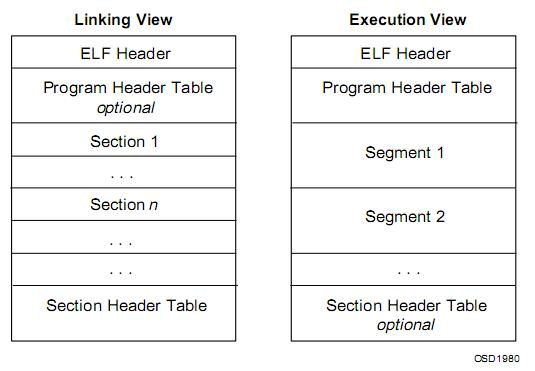 Linking View
ELF Header
Program Header Table
optional
Section 1
. . .
Section n
. . .
. . .
Section Header Table
Execution View
ELF Header
Program Header Table
Segment 1
Segment 2
. . .
Section Header Table
optional
OSD1980